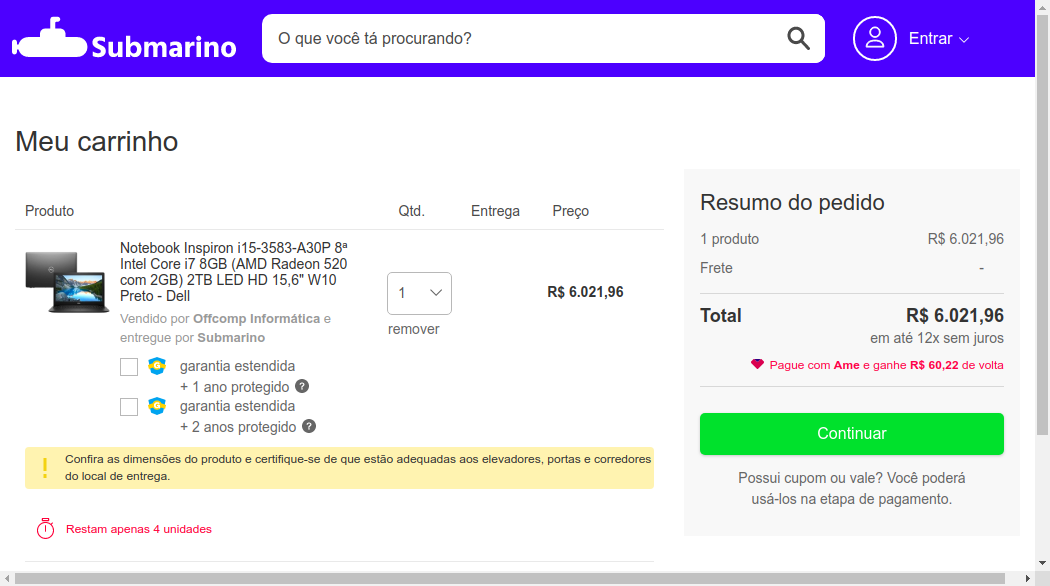 Submarino
O que você tá procurando?
Entrar
Meu carrinho
Produto
Qtd.
Entrega
Preço
Notebook Inspiron i15-3583-A30P 8ª
Intel Core i7 8GB (AMD Radeon 520
com 2GB) 2TB LED HD 15,6" W10
Preto - Dell
Vendido por Offcomp Informática e
entregue por Submarino
1
remover
R$ 6.021,96
garantia estendida
+ 1 ano protegido ?
garantia estendida
+ 2 anos protegido ?
Confira as dimensões do produto e certifique-se de que estão adequadas aos elevadores, portas e corredores
do local de entrega.
Restam apenas 4 unidades
Resumo do pedido
1 produto R$ 6.021,96
Frete -
Total R$ 6.021,96
em até 12x sem juros
Pague com Ame e ganhe R$ 60,22 de volta
Continuar
Possui cupom ou vale? Você poderá
usá-los na etapa de pagamento.